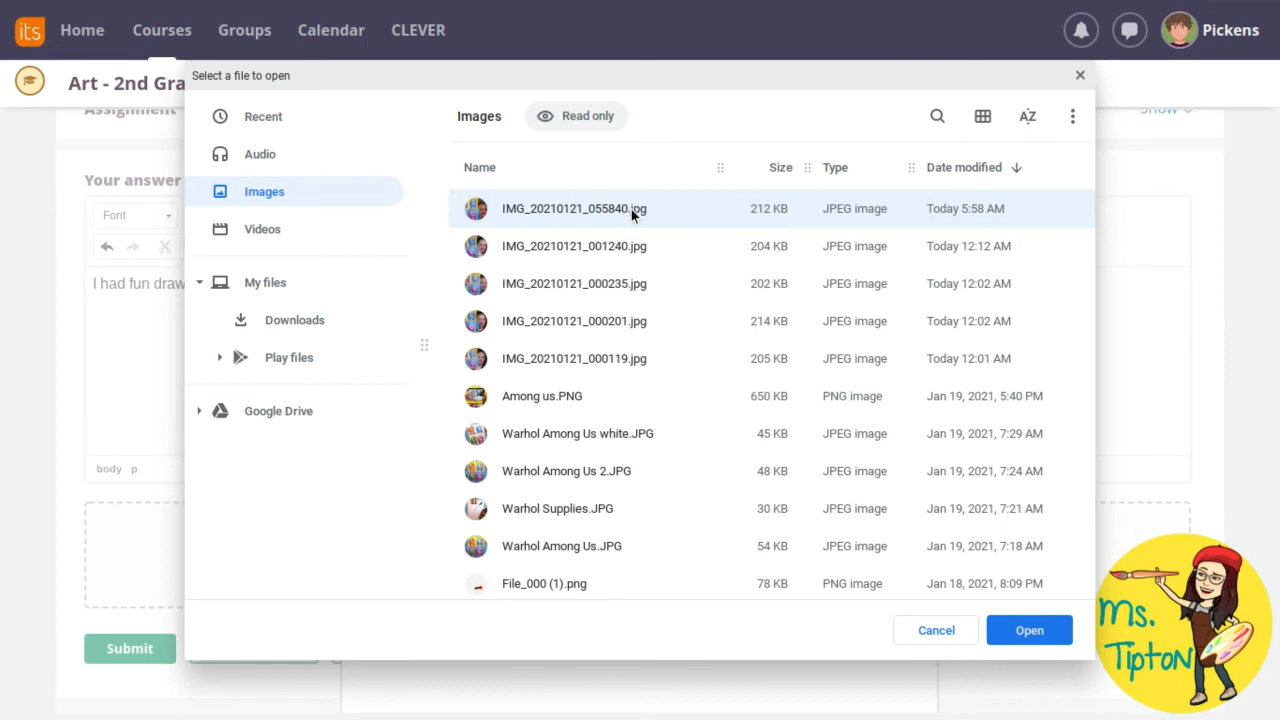 its Home Courses Groups Calendar CLEVER Pickens
Art - 2nd Gra
Select a file to open
Assignment
Show
Your answer
Font
I had fun draw
body p
Submit
Recent
Audio
Images
Videos
My files
Downloads
Play files
Google Drive
Images Read only AZ
Name Size Type Date modified
IMG_20210121_055840.jpg 212 KB JPEG image Today 5:58 AM
IMG_20210121_001240.jpg 204 KB JPEG image Today 12:12 AM
IMG_20210121_000235.jpg 202 KB JPEG image Today 12:02 AM
IMG_20210121_000201.jpg 214 KB JPEG image Today 12:02 AM
IMG_20210121_000119.jpg 205 KB JPEG image Today 12:01 AM
Among us.PNG 650 KB PNG image Jan 19, 2021, 5:40 PM
Warhol Among Us white.JPG 45 KB JPEG image Jan 19, 2021, 7:29 AM
Warhol Among Us 2.JPG 48 KB JPEG image Jan 19, 2021, 7:24 AM
Warhol Supplies.JPG 30 KB JPEG image Jan 19, 2021, 7:21 AM
Warhol Among Us.JPG 54 KB JPEG image Jan 19, 2021, 7:18 AM
File_000 (1).png 78 KB PNG image Jan 18, 2021, 8:09 PM
Cancel Open
Ms.
Tipton